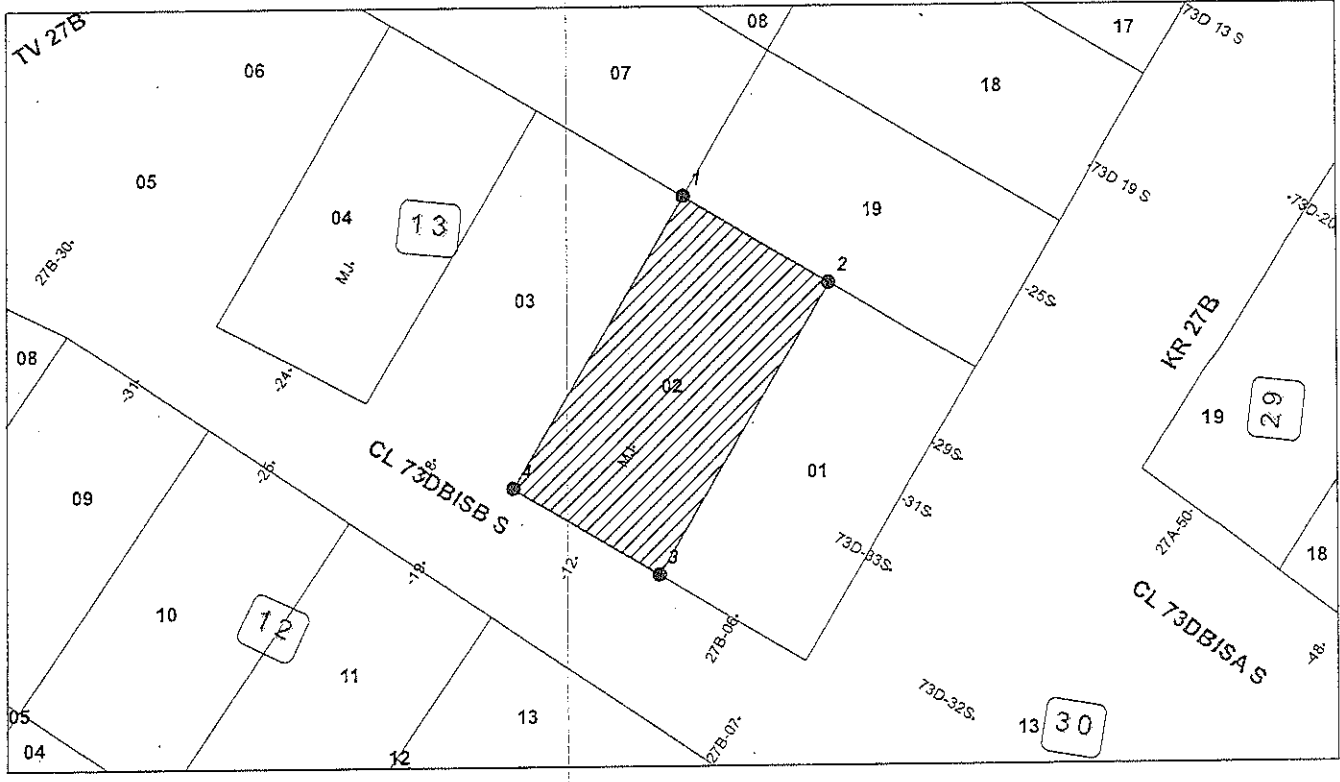 TV 27B
06
07
08
17
73D 13 S
18
05
04
13
1
19
-73D 19 S
-73D-20
27B-30-
MJ-
03
2
-25S-
KR 27B
08
-31-
-24-
02
19
29
CL 73DBISB S
-8-
4
MJ-
01
-29S-
-31S-
09
-26-
-18-
-12-
3
73D-33S-
27A-50-
18
10
12
27B-06-
CL 73DBISA S
-48-
11
13
73D-32S-
13
30
05
04
12
27B-07-